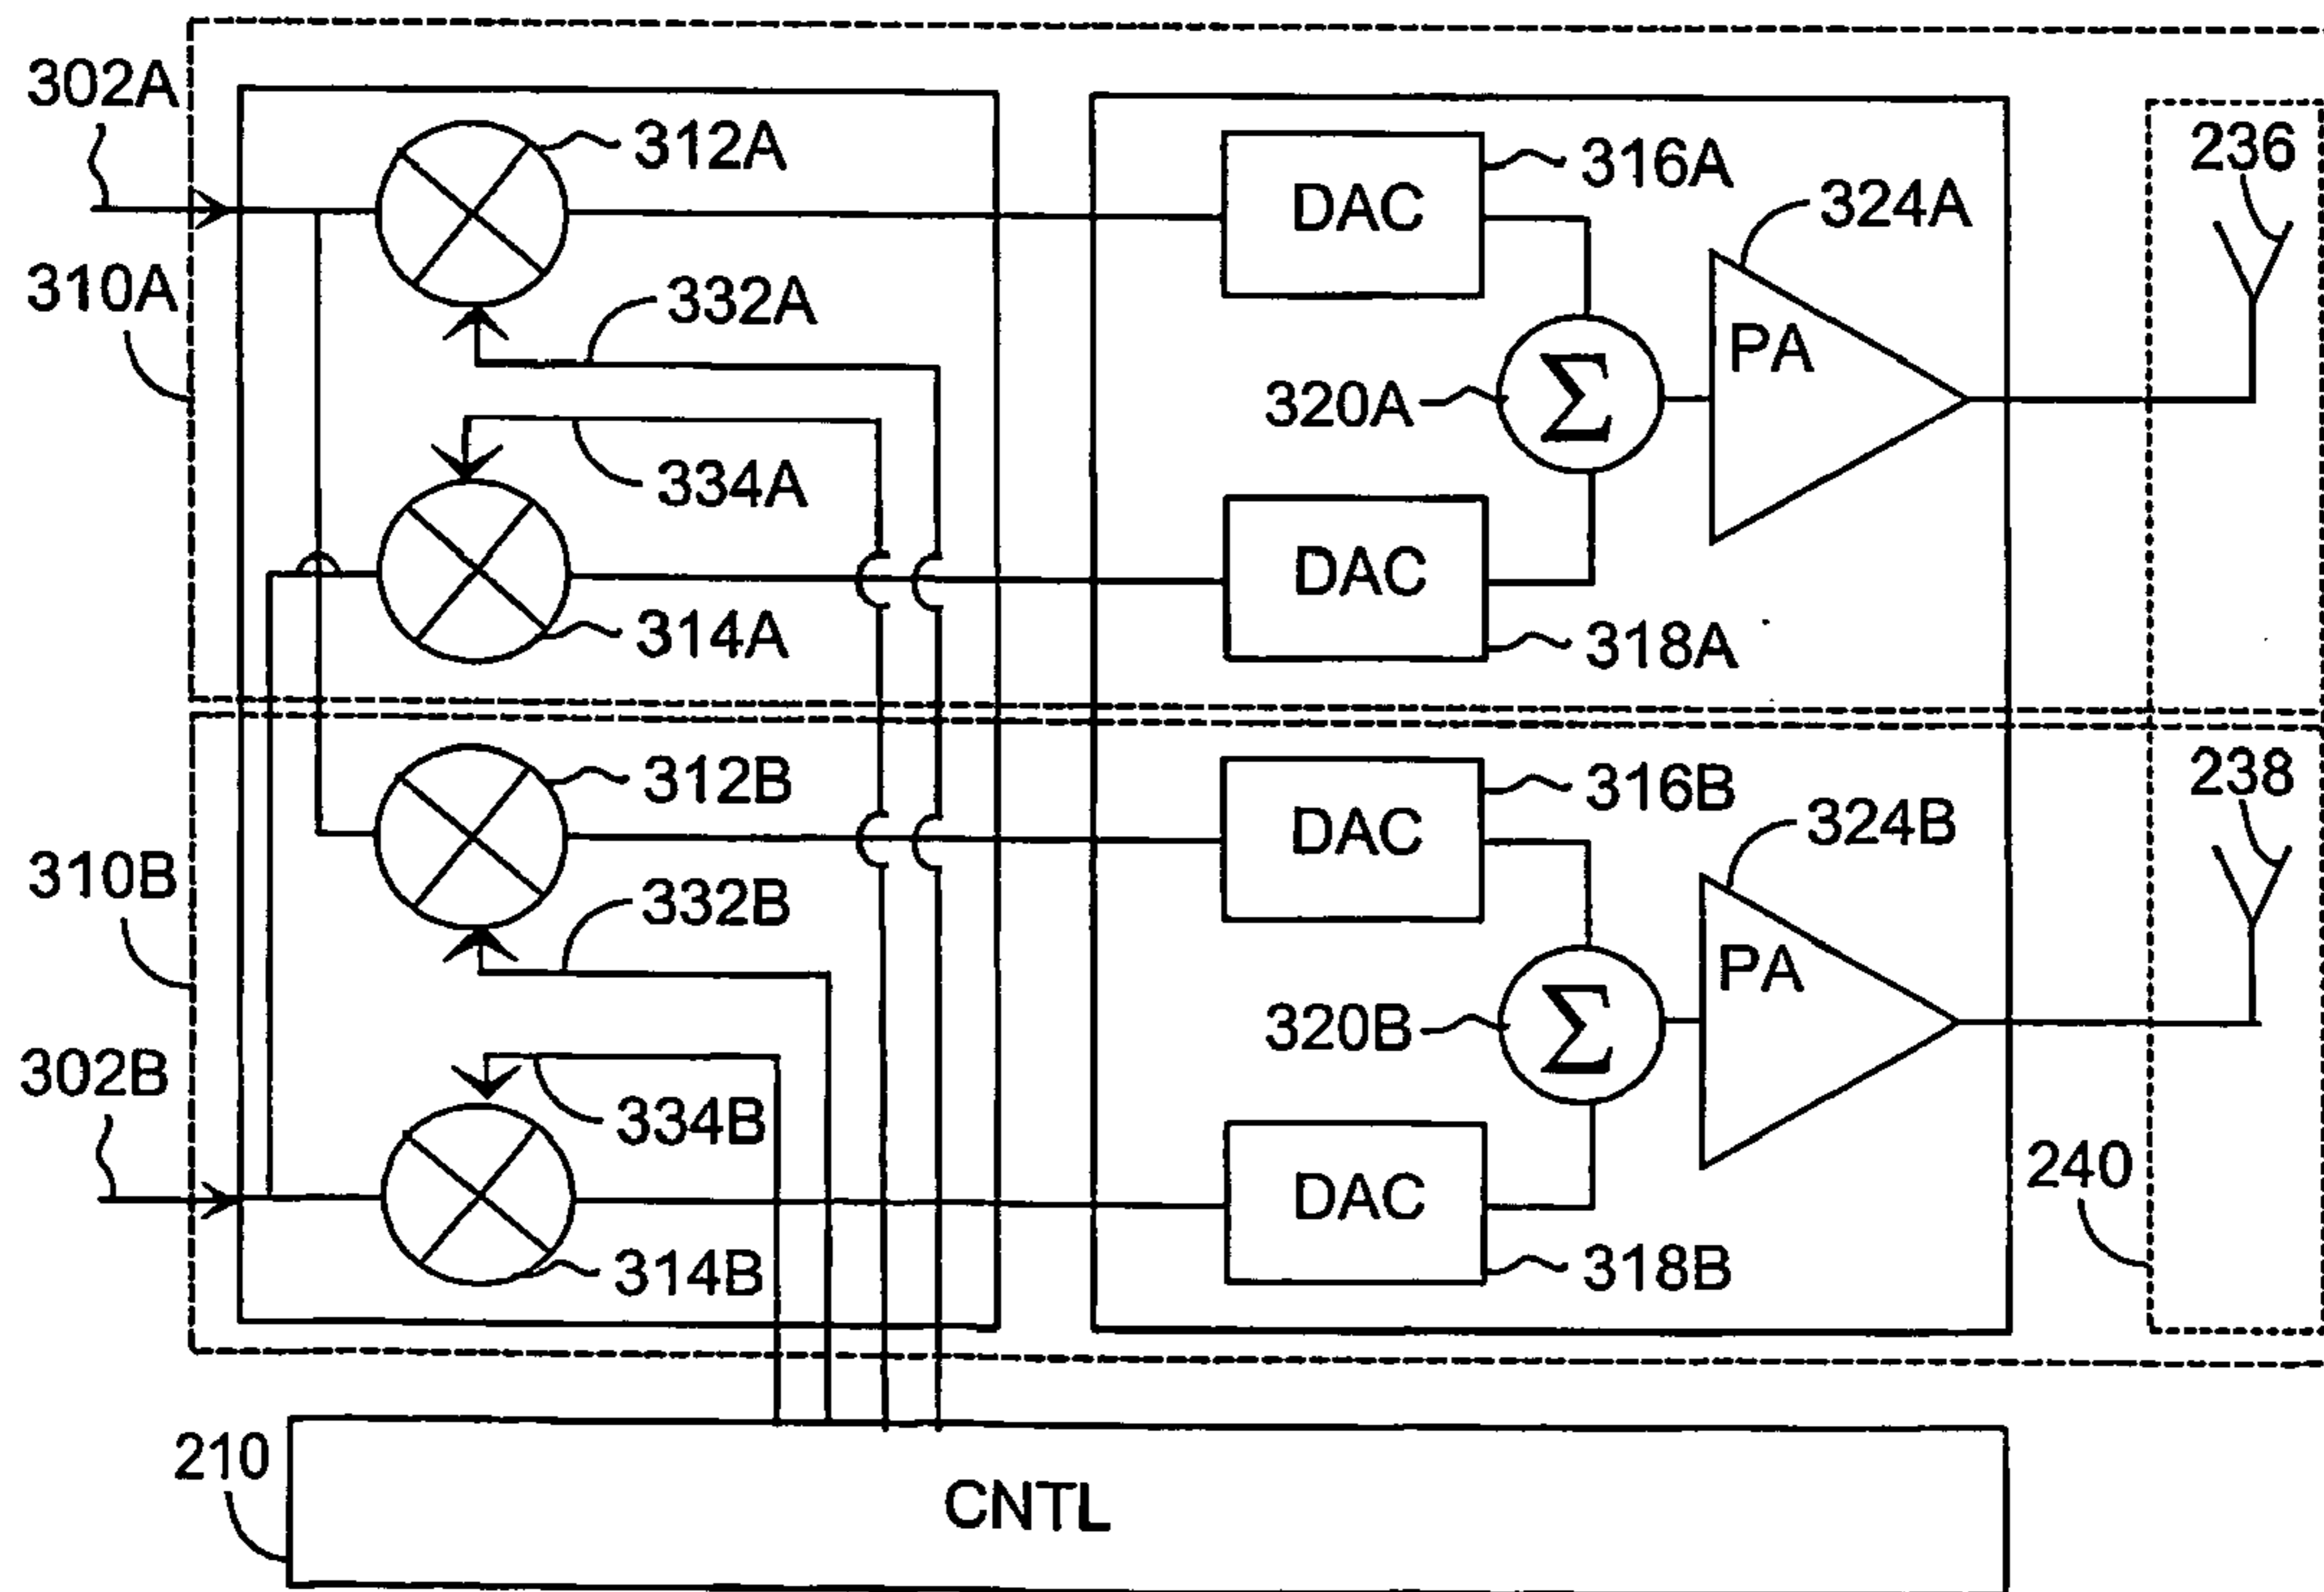 302A
312A
316A
236
DAC
324A
310A
332A
PA
320A
Σ
334A
DAC
314A
318A
312B
316B
238
DAC
324B
310B
332B
PA
320B
Σ
302B
334B
240
DAC
314B
318B
210
CNTL